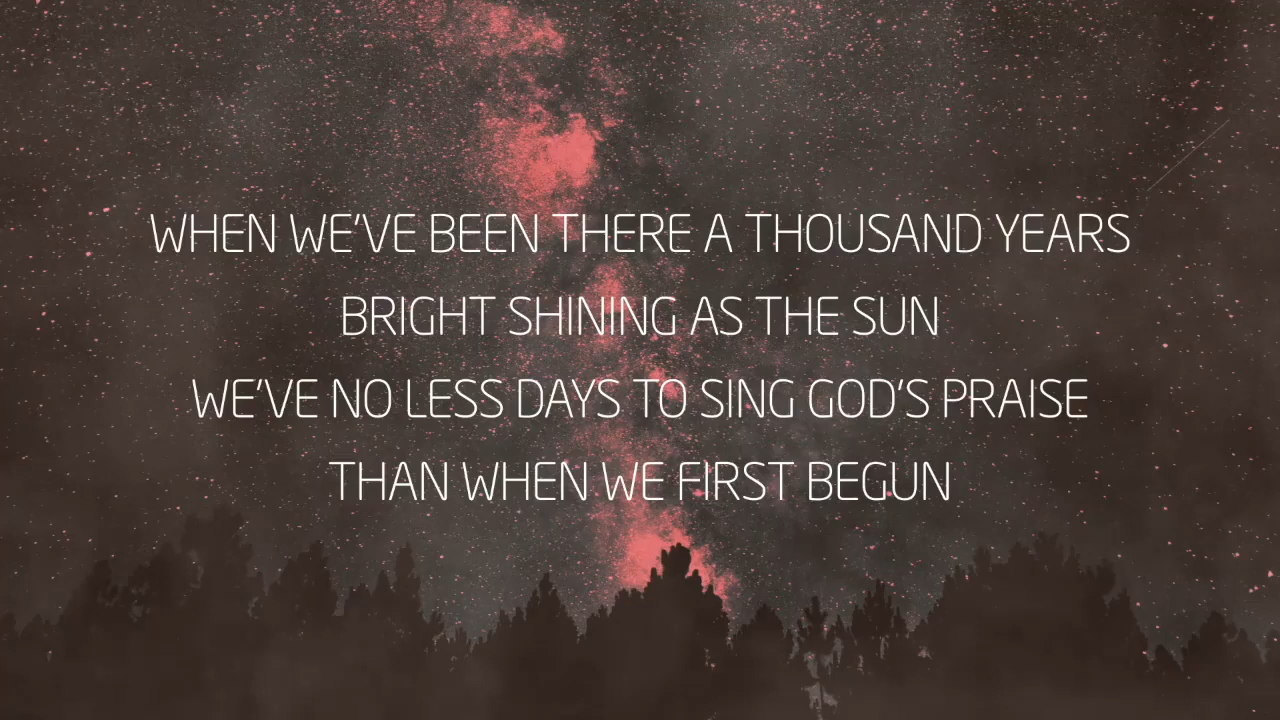 WHEN WE'VE BEEN THERE A THOUSAND YEARS
BRIGHT SHINING AS THE SUN
WE'VE NO LESS DAYS TO SING GOD'S PRAISE
THAN WHEN WE FIRST BEGUN